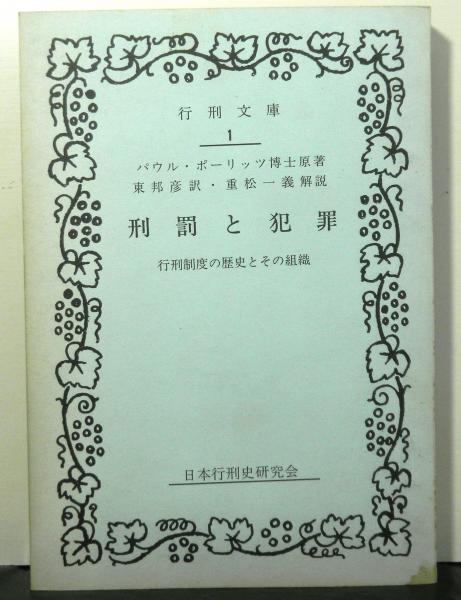 行刑文庫
1
パウル・ポーリッツ博士原著
東邦彦訳・重松一義解説
刑罰と犯罪
行刑制度の歴史とその組織
日本行刑史研究会